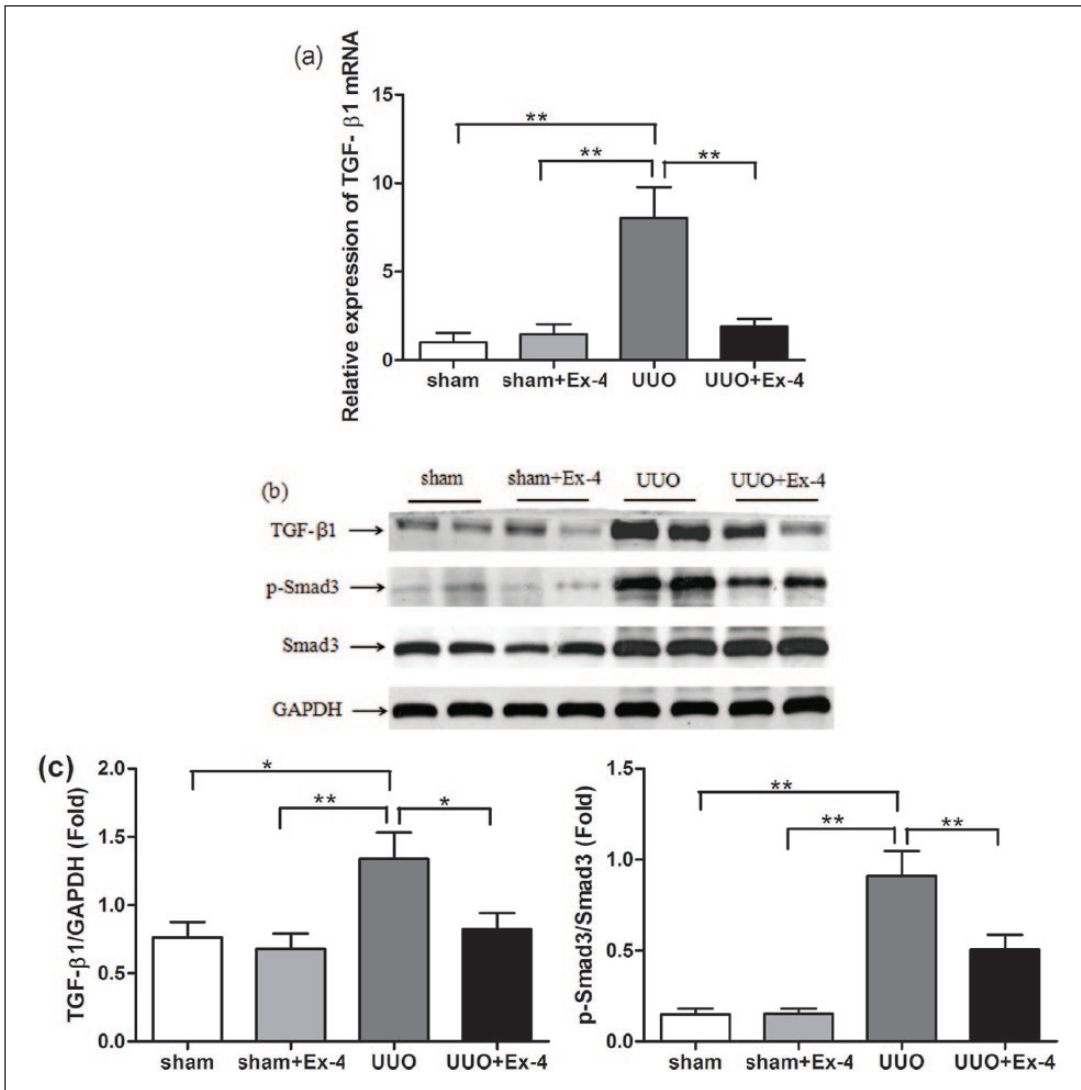 (a)
Relative expression of TGF- β1 mRNA
15
10
5
0
**
**
**
sham
sham+Ex-4
UUO
UUO+Ex-4
(b)
sham
sham+Ex-4
UUO
UUO+Ex-4
TGF-β1
p-Smad3
Smad3
GAPDH
(c)
TGF-β1/GAPDH (Fold)
2.0
1.5
1.0
0.5
0.0
*
**
*
sham
sham+Ex-4
UUO
UUO+Ex-4
p-Smad3/Smad3 (Fold)
1.5
1.0
0.5
0.0
**
**
**
sham
sham+Ex-4
UUO
UUO+Ex-4